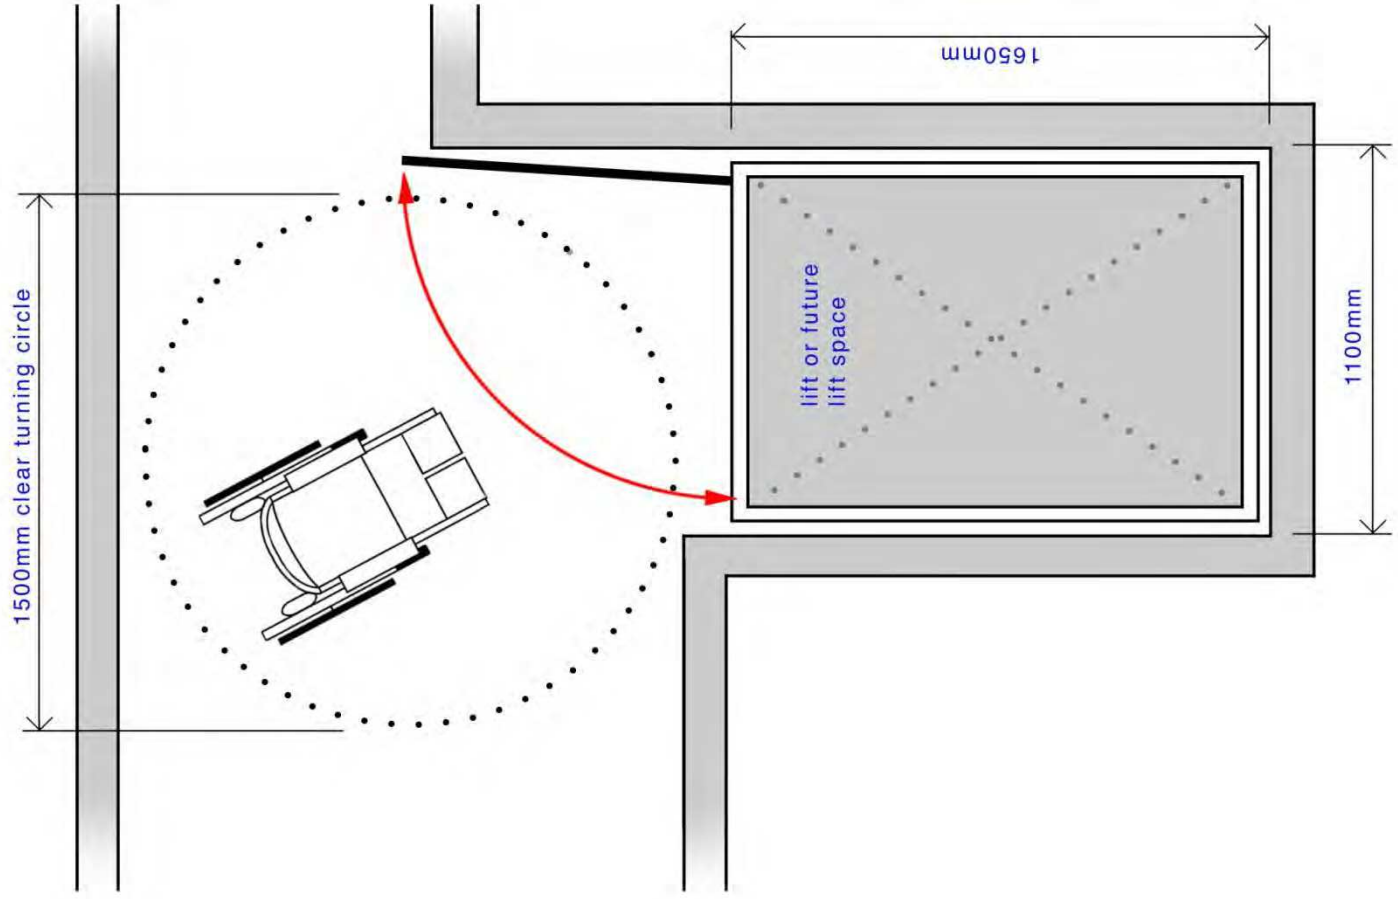 1650mm
1500mm clear turning circle
lift or future
lift space
1100mm